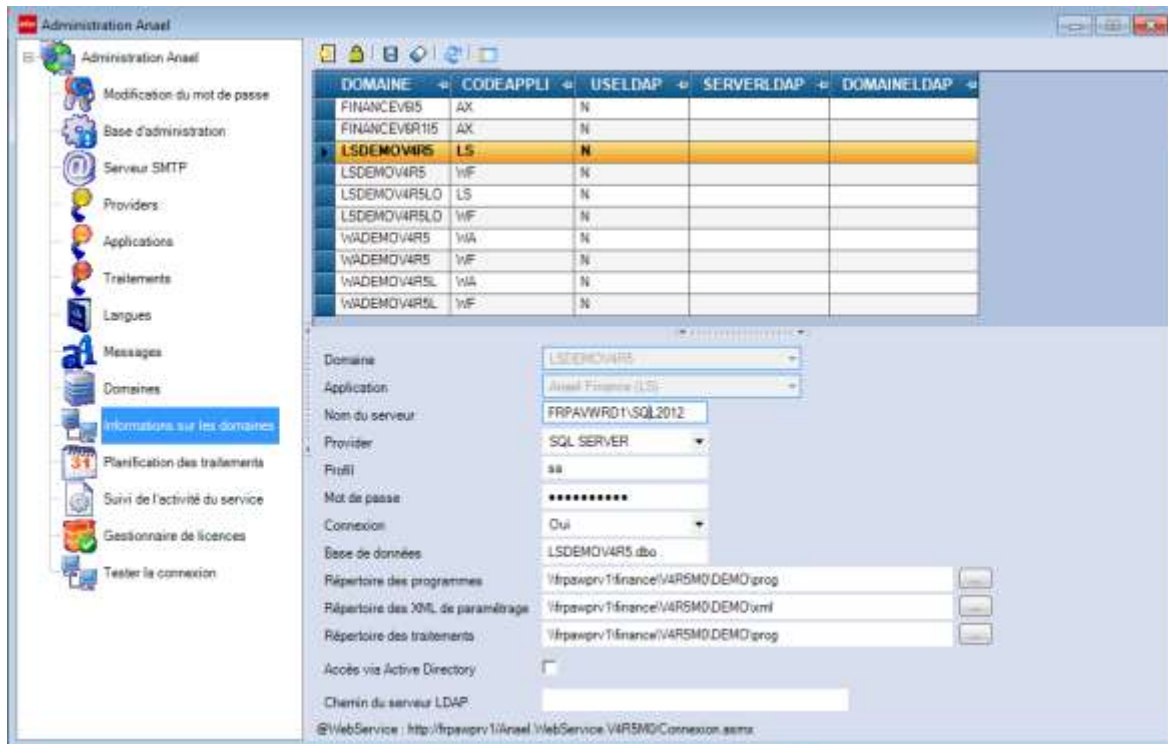 Administration Anael
Administration Anael
Modification du mot de passe
Base d'administration
Serveur SMTP
Providers
Applications
Traitements
Langues
Messages
Domaines
Informations sur les domaines
Planification des traitements
Suivi de l'activité du service
Gestionnaire de licences
Tester la connexion
DOMAINE CODEAPPLI USELDAP SERVERLDAP DOMAINELDAP
FINANCEV6I5 AX N
FINANCEV6R1I5 AX N
LSDEMOV4R5 LS N
LSDEMOV4R5 WF N
LSDEMOV4R5LO LS N
LSDEMOV4R5LO WF N
WADEMOV4R5 WA N
WADEMOV4R5 WF N
WADEMOV4R5L WA N
WADEMOV4R5L WF N
Domaine LSDEMOV4R5
Application Anael Finance (LS)
Nom du serveur FRPAVWRD1\SQL2012
Provider SQL SERVER
Profil sa
Mot de passe ●●●●●●●●●●
Connexion Oui
Base de données LSDEMOV4R5.dbo
Répertoire des programmes \\frpawprv1\finance\V4R5M0\DEMO\prog
Répertoire des XML de paramétrage \\frpawprv1\finance\V4R5M0\DEMO\xml
Répertoire des traitements \\frpawprv1\finance\V4R5M0\DEMO\prog
Accès via Active Directory
Chemin du serveur LDAP
@WebService : http://frpawprv1/Anael.WebService.V4R5M0/Connexion.asmx